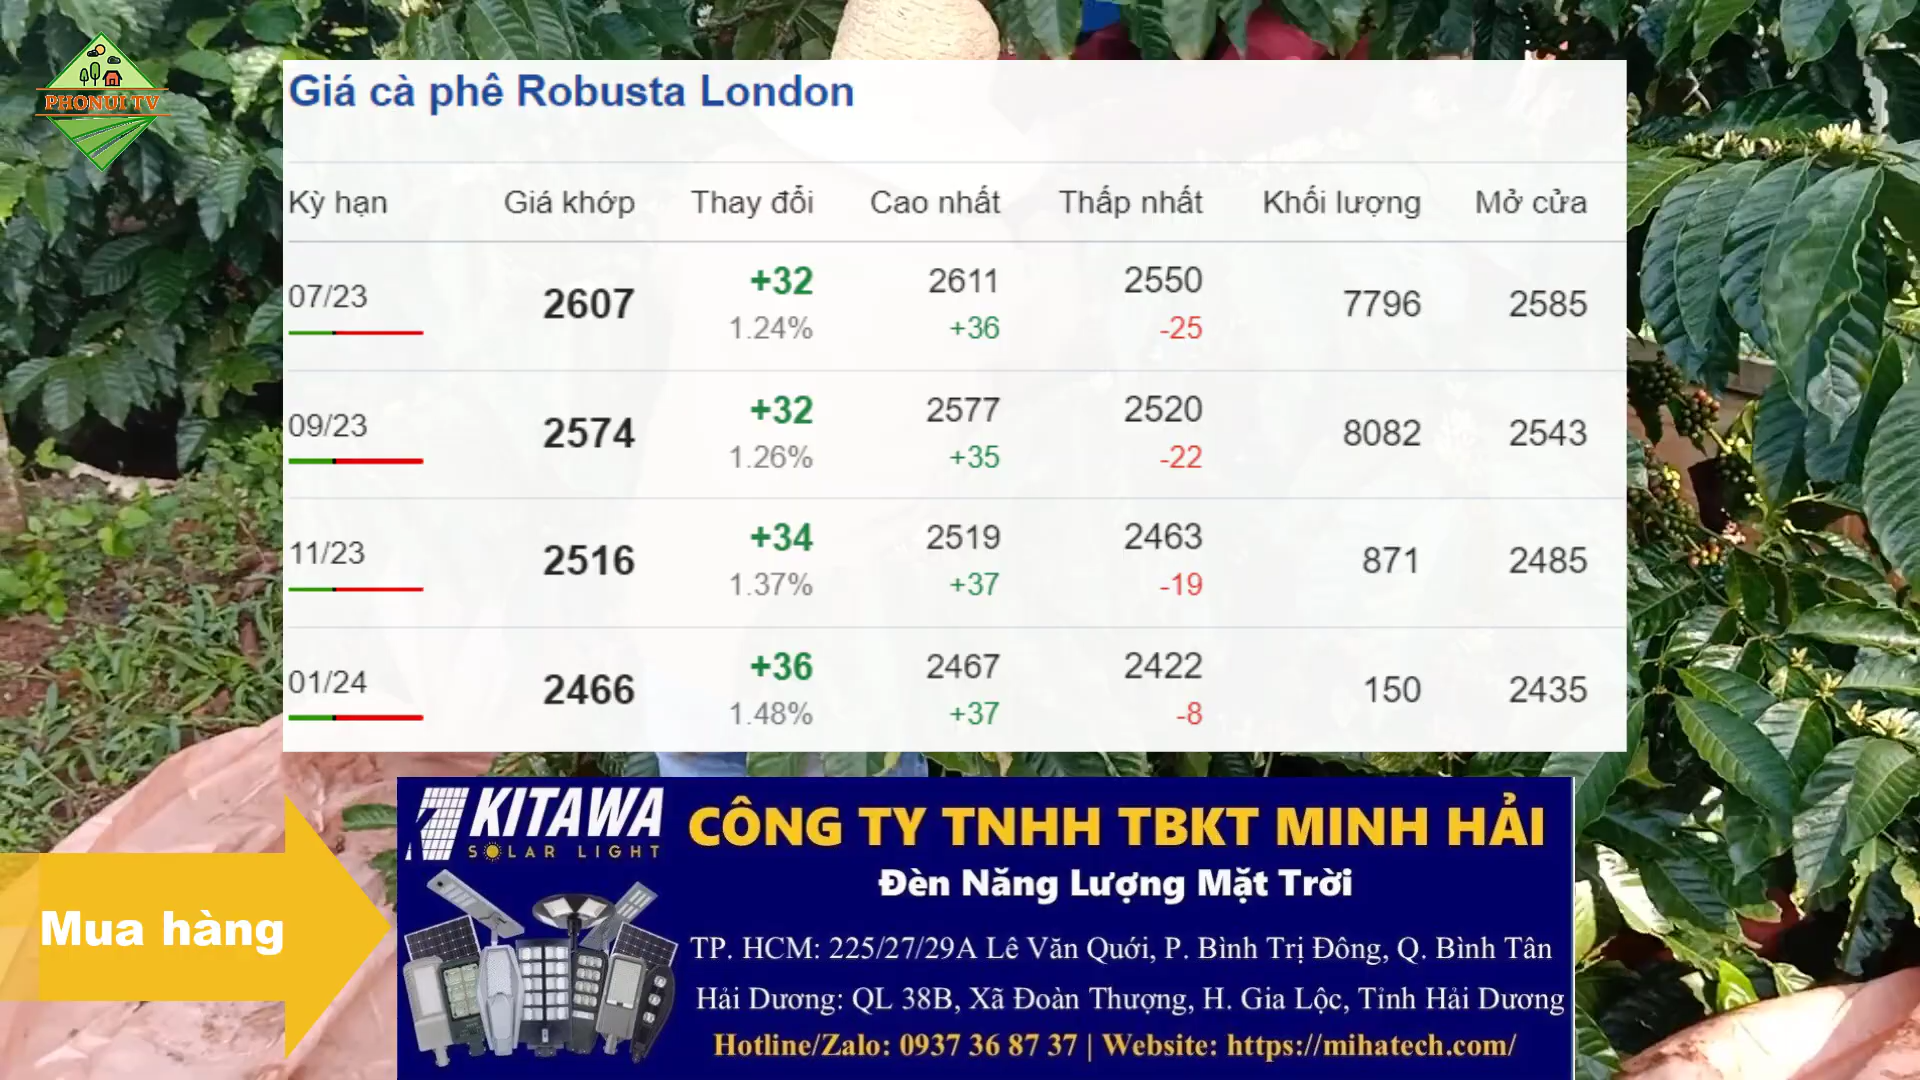 PHONUI TV
Giá cà phê Robusta London
Kỳ hạn Giá khớp Thay đổi Cao nhất Thấp nhất Khối lượng Mở cửa
07/23 2607 +32 1.24% 2611 +36 2550 -25 7796 2585
09/23 2574 +32 1.26% 2577 +35 2520 -22 8082 2543
11/23 2516 +34 1.37% 2519 +37 2463 -19 871 2485
01/24 2466 +36 1.48% 2467 +37 2422 -8 150 2435
Mua hàng
KITAWA
SOLAR LIGHT
CÔNG TY TNHH TBKT MINH HẢI
Đèn Năng Lượng Mặt Trời
TP. HCM: 225/27/29A Lê Văn Quới, P. Bình Trị Đông, Q. Bình Tân
Hải Dương: QL 38B, Xã Đoàn Thượng, H. Gia Lộc, Tỉnh Hải Dương
Hotline/Zalo: 0937 36 87 37 | Website: https://mihatech.com/